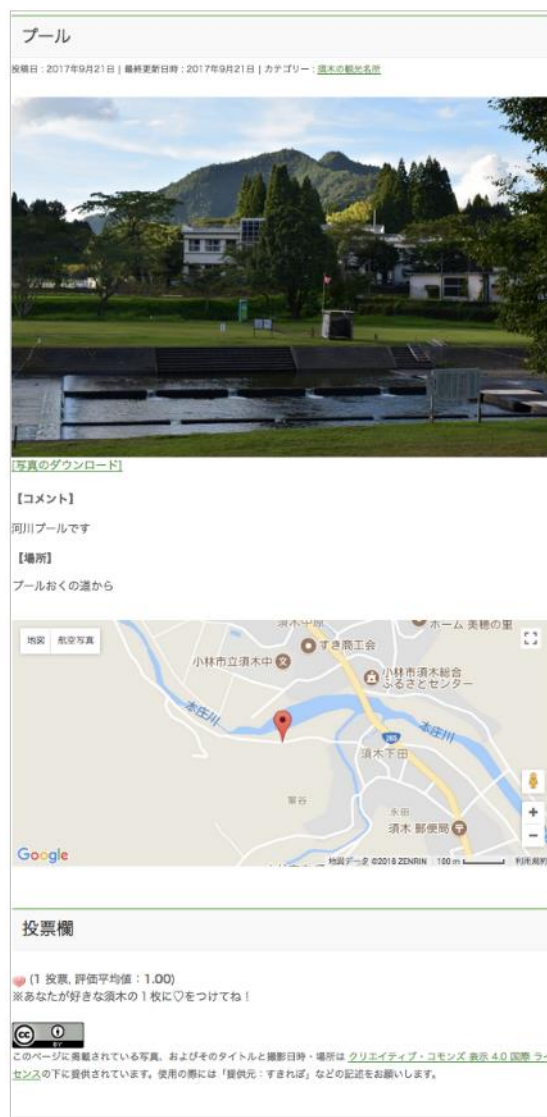 プール
投稿日 : 2017年9月21日 | 最終更新日時 : 2017年9月21日 | カテゴリー : 須木の観光名所
[写真のダウンロード]
【コメント】
河川プールです
【場所】
プールおくの道から
地図 航空写真
須木中原
ホーム 美穂の里
すき商工会
小林市立須木中
小林市須木総合
ふるさとセンター
本庄川
本庄川
265
須木下田
永田
須木 郵便局
Google
地図データ ©2018 ZENRIN 100 m 利用規約
投票欄
(1 投票, 評価平均値：1.00)
※あなたが好きな須木の1枚に♡をつけてね！
cc BY
このページに掲載されている写真、およびそのタイトルと撮影日時・場所は クリエイティブ・コモンズ 表示 4.0 国際 ライ
センスの下に提供されています。使用の際には「提供元：すきれぽ」などの記述をお願いします。